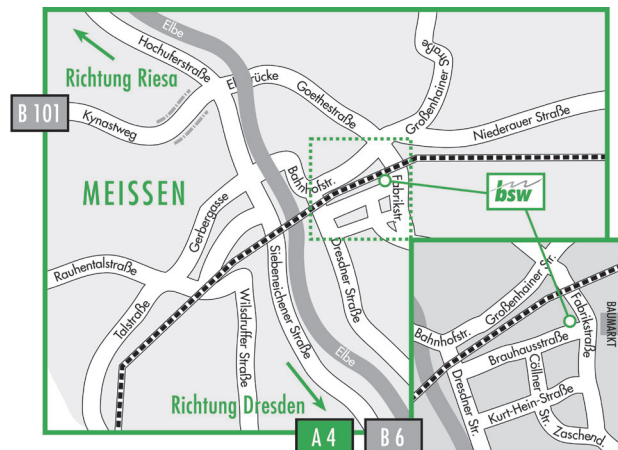 Elbe
Hochuferstraße
Großenhainer
Straße
Richtung Riesa
Elbbrücke
Goethestraße
B 101
Kynastweg
Niederauer Straße
Bahnhofstr.
Fabrikstr.
MEISSEN
bsw
Gerbergasse
Rauhentalstraße
Talstraße
Wilsdruffer Straße
Siebeneichener Straße
Dresdner Straße
Elbe
Richtung Dresden
A 4
B 6
Großenhainer Str.
Bahnhofstr.
Fabrikstraße
BAUMARKT
Brauhausstraße
Dresdner Str.
Cöllner Str.
Kurt-Hein-Straße
Zaschend.